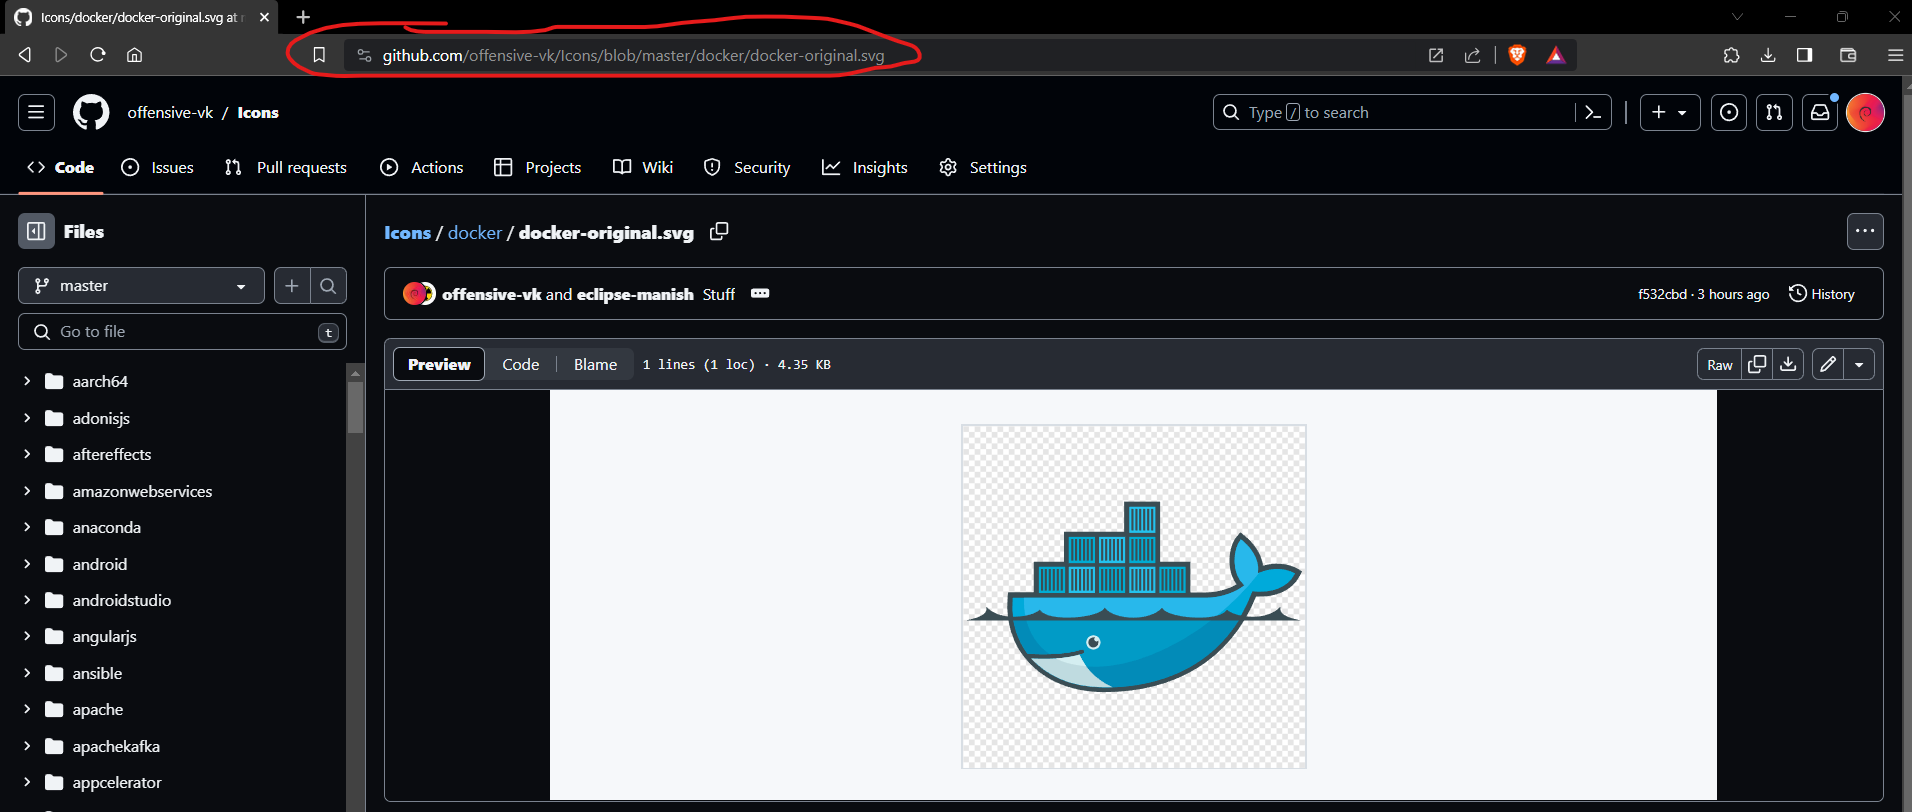 Icons/docker/docker-original.svg at
github.com/offensive-vk/Icons/blob/master/docker/docker-original.svg
offensive-vk / Icons
Type / to search
Code Issues Pull requests Actions Projects Wiki Security Insights Settings
Files
Icons / docker / docker-original.svg
master
offensive-vk and eclipse-manish Stuff
f532cbd · 3 hours ago History
Go to file t
Preview Code Blame 1 lines (1 loc) · 4.35 KB Raw
aarch64
adonisjs
aftereffects
amazonwebservices
anaconda
android
androidstudio
angularjs
ansible
apache
apachekafka
appcelerator